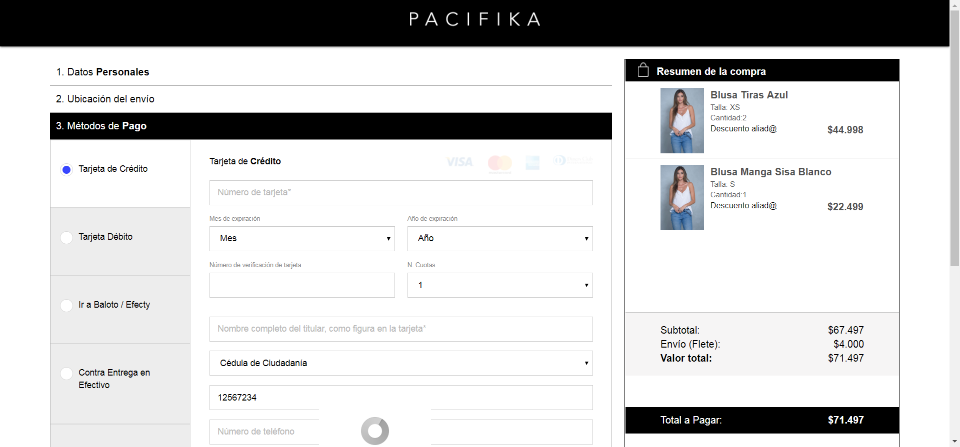 PACIFIKA
1. Datos Personales
2. Ubicación del envío
3. Métodos de Pago
Tarjeta de Crédito
Tarjeta Débito
Ir a Baloto / Efecty
Contra Entrega en
Efectivo
Tarjeta de Crédito
VISA
Número de tarjeta*
Mes de expiración
Año de expiración
Mes
Año
Número de verificación de tarjeta
N. Cuotas
1
Nombre completo del titular, como figura en la tarjeta*
Cédula de Ciudadanía
12567234
Número de teléfono
Resumen de la compra
Blusa Tiras Azul
Talla: XS
Cantidad:2
Descuento aliad@
$44.998
Blusa Manga Sisa Blanco
Talla: S
Cantidad:1
Descuento aliad@
$22.499
Subtotal: $67.497
Envío (Flete): $4.000
Valor total: $71.497
Total a Pagar: $71.497